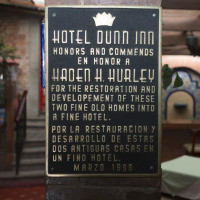 HOTEL DUNN INN
HONORS AND COMMENDS
EN HONOR A
HADEN H. HURLEY
FOR THE RESTORATION AND
DEVELOPEMENT OF THESE
TWO FINE OLD HOMES INTO
A FINE HOTEL.
POR LA RESTAURACION Y
DESARROLLO DE ESTAS
DOS ANTIGUAS CASAS EN
UN FINO HOTEL.
MARZO